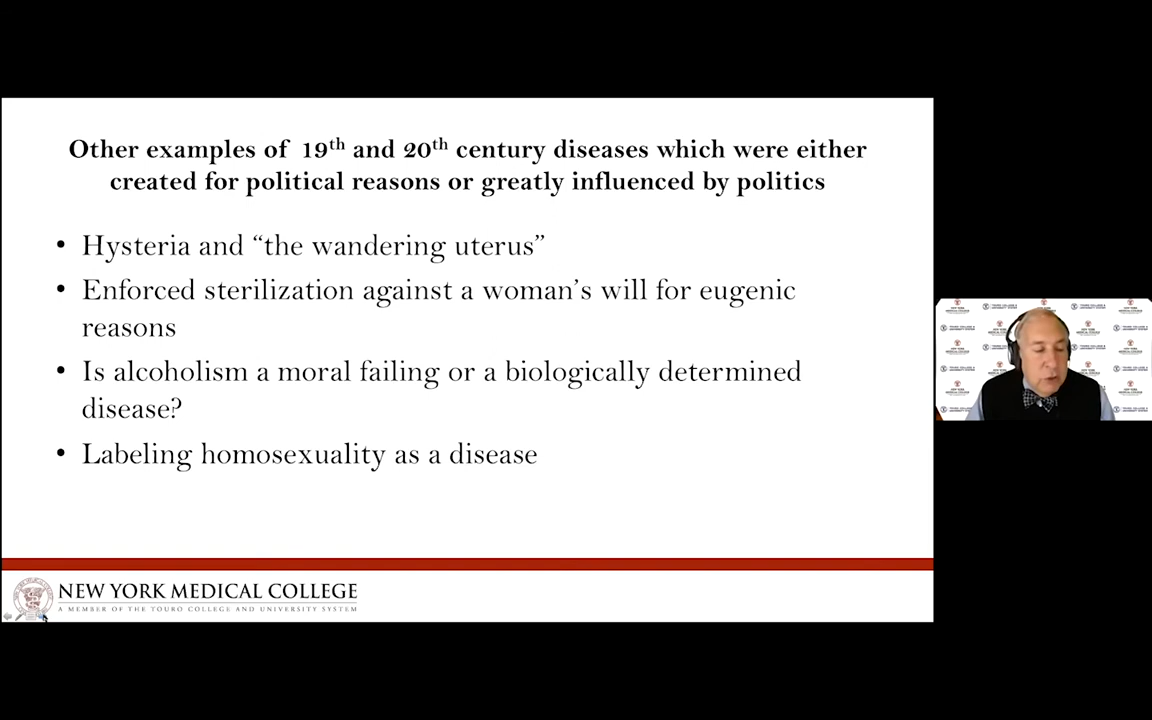 Other examples of 19th and 20th century diseases which were either
created for political reasons or greatly influenced by politics
• Hysteria and “the wandering uterus”
• Enforced sterilization against a woman’s will for eugenic
reasons
• Is alcoholism a moral failing or a biologically determined
disease?
• Labeling homosexuality as a disease
NEW YORK MEDICAL COLLEGE
A MEMBER OF THE TOURO COLLEGE AND UNIVERSITY SYSTEM